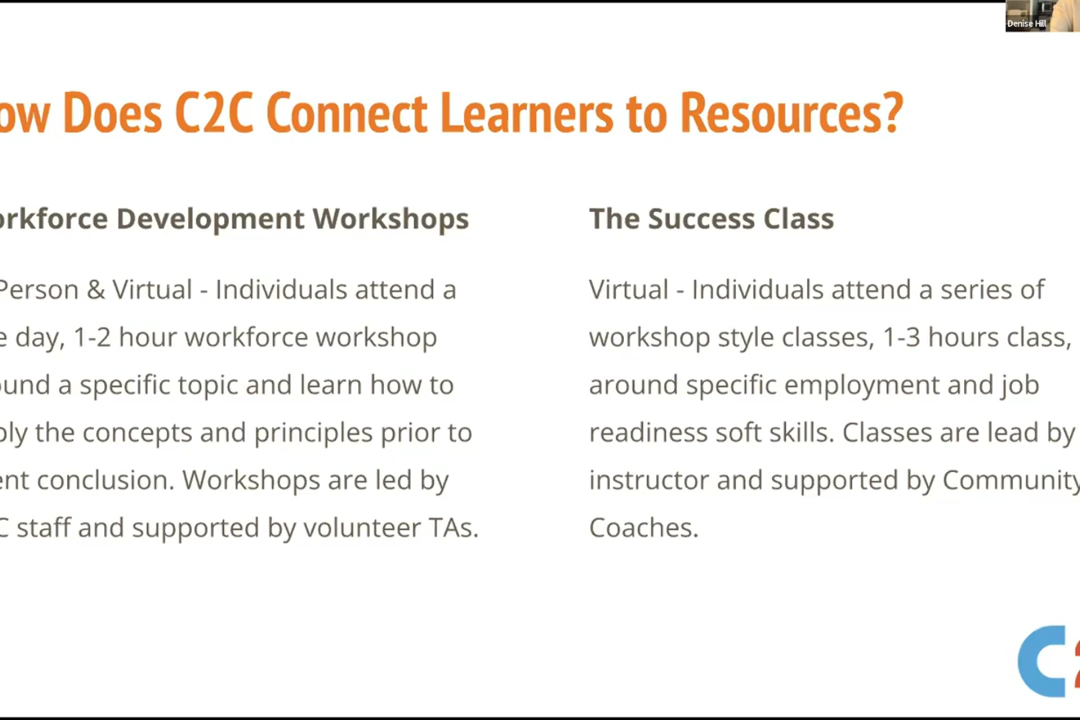 Denise Hill
ow Does C2C Connect Learners to Resources?
orkforce Development Workshops
Person & Virtual - Individuals attend a
e day, 1-2 hour workforce workshop
ound a specific topic and learn how to
ply the concepts and principles prior to
ent conclusion. Workshops are led by
C staff and supported by volunteer TAs.
The Success Class
Virtual - Individuals attend a series of
workshop style classes, 1-3 hours class,
around specific employment and job
readiness soft skills. Classes are lead by
instructor and supported by Community
Coaches.
C2